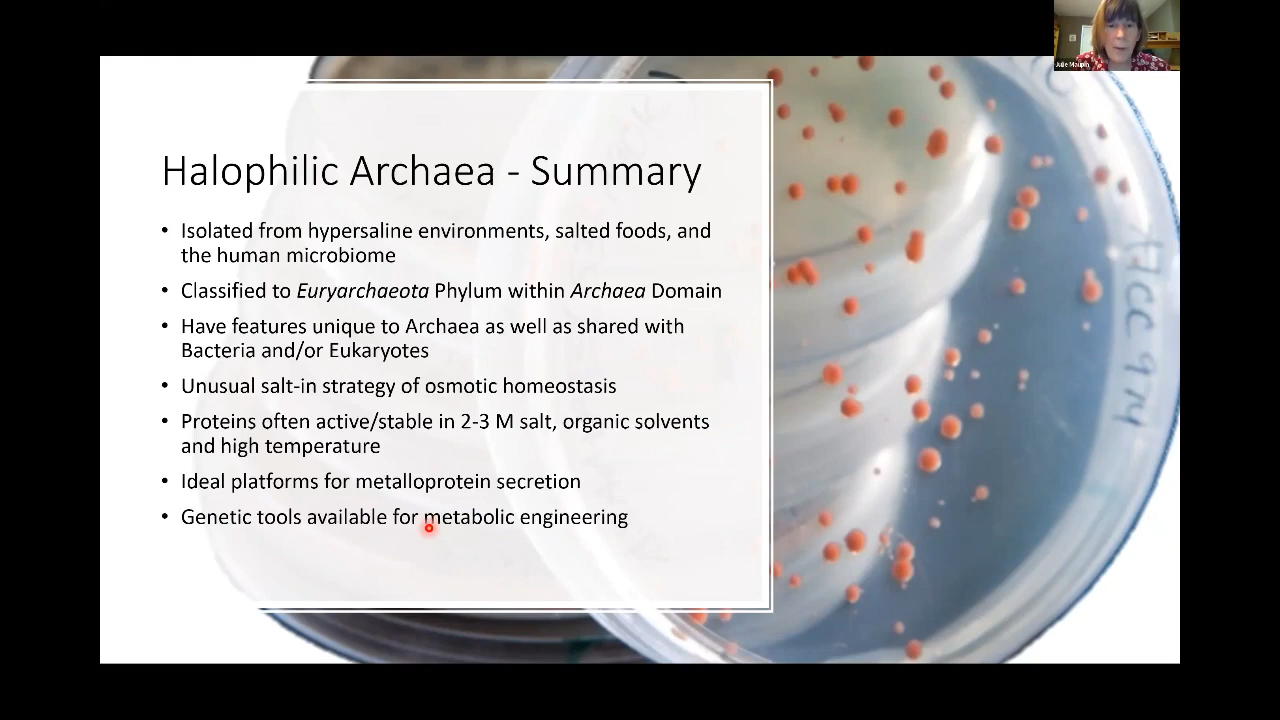 Julie Maupin
Halophilic Archaea - Summary
• Isolated from hypersaline environments, salted foods, and
the human microbiome
• Classified to Euryarchaeota Phylum within Archaea Domain
• Have features unique to Archaea as well as shared with
Bacteria and/or Eukaryotes
• Unusual salt-in strategy of osmotic homeostasis
• Proteins often active/stable in 2-3 M salt, organic solvents
and high temperature
• Ideal platforms for metalloprotein secretion
• Genetic tools available for metabolic engineering